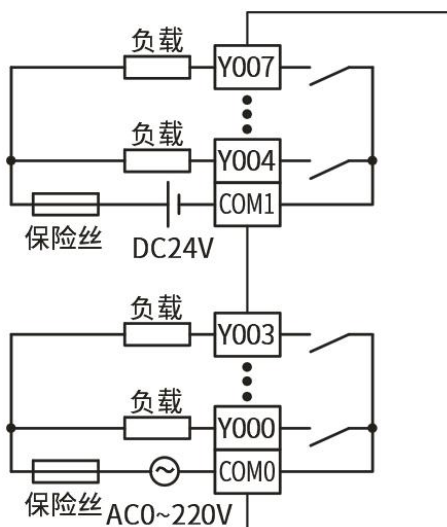 负载
Y007
负载
Y004
COM1
保险丝
DC24V
负载
Y003
负载
Y000
COM0
保险丝
AC0~220V